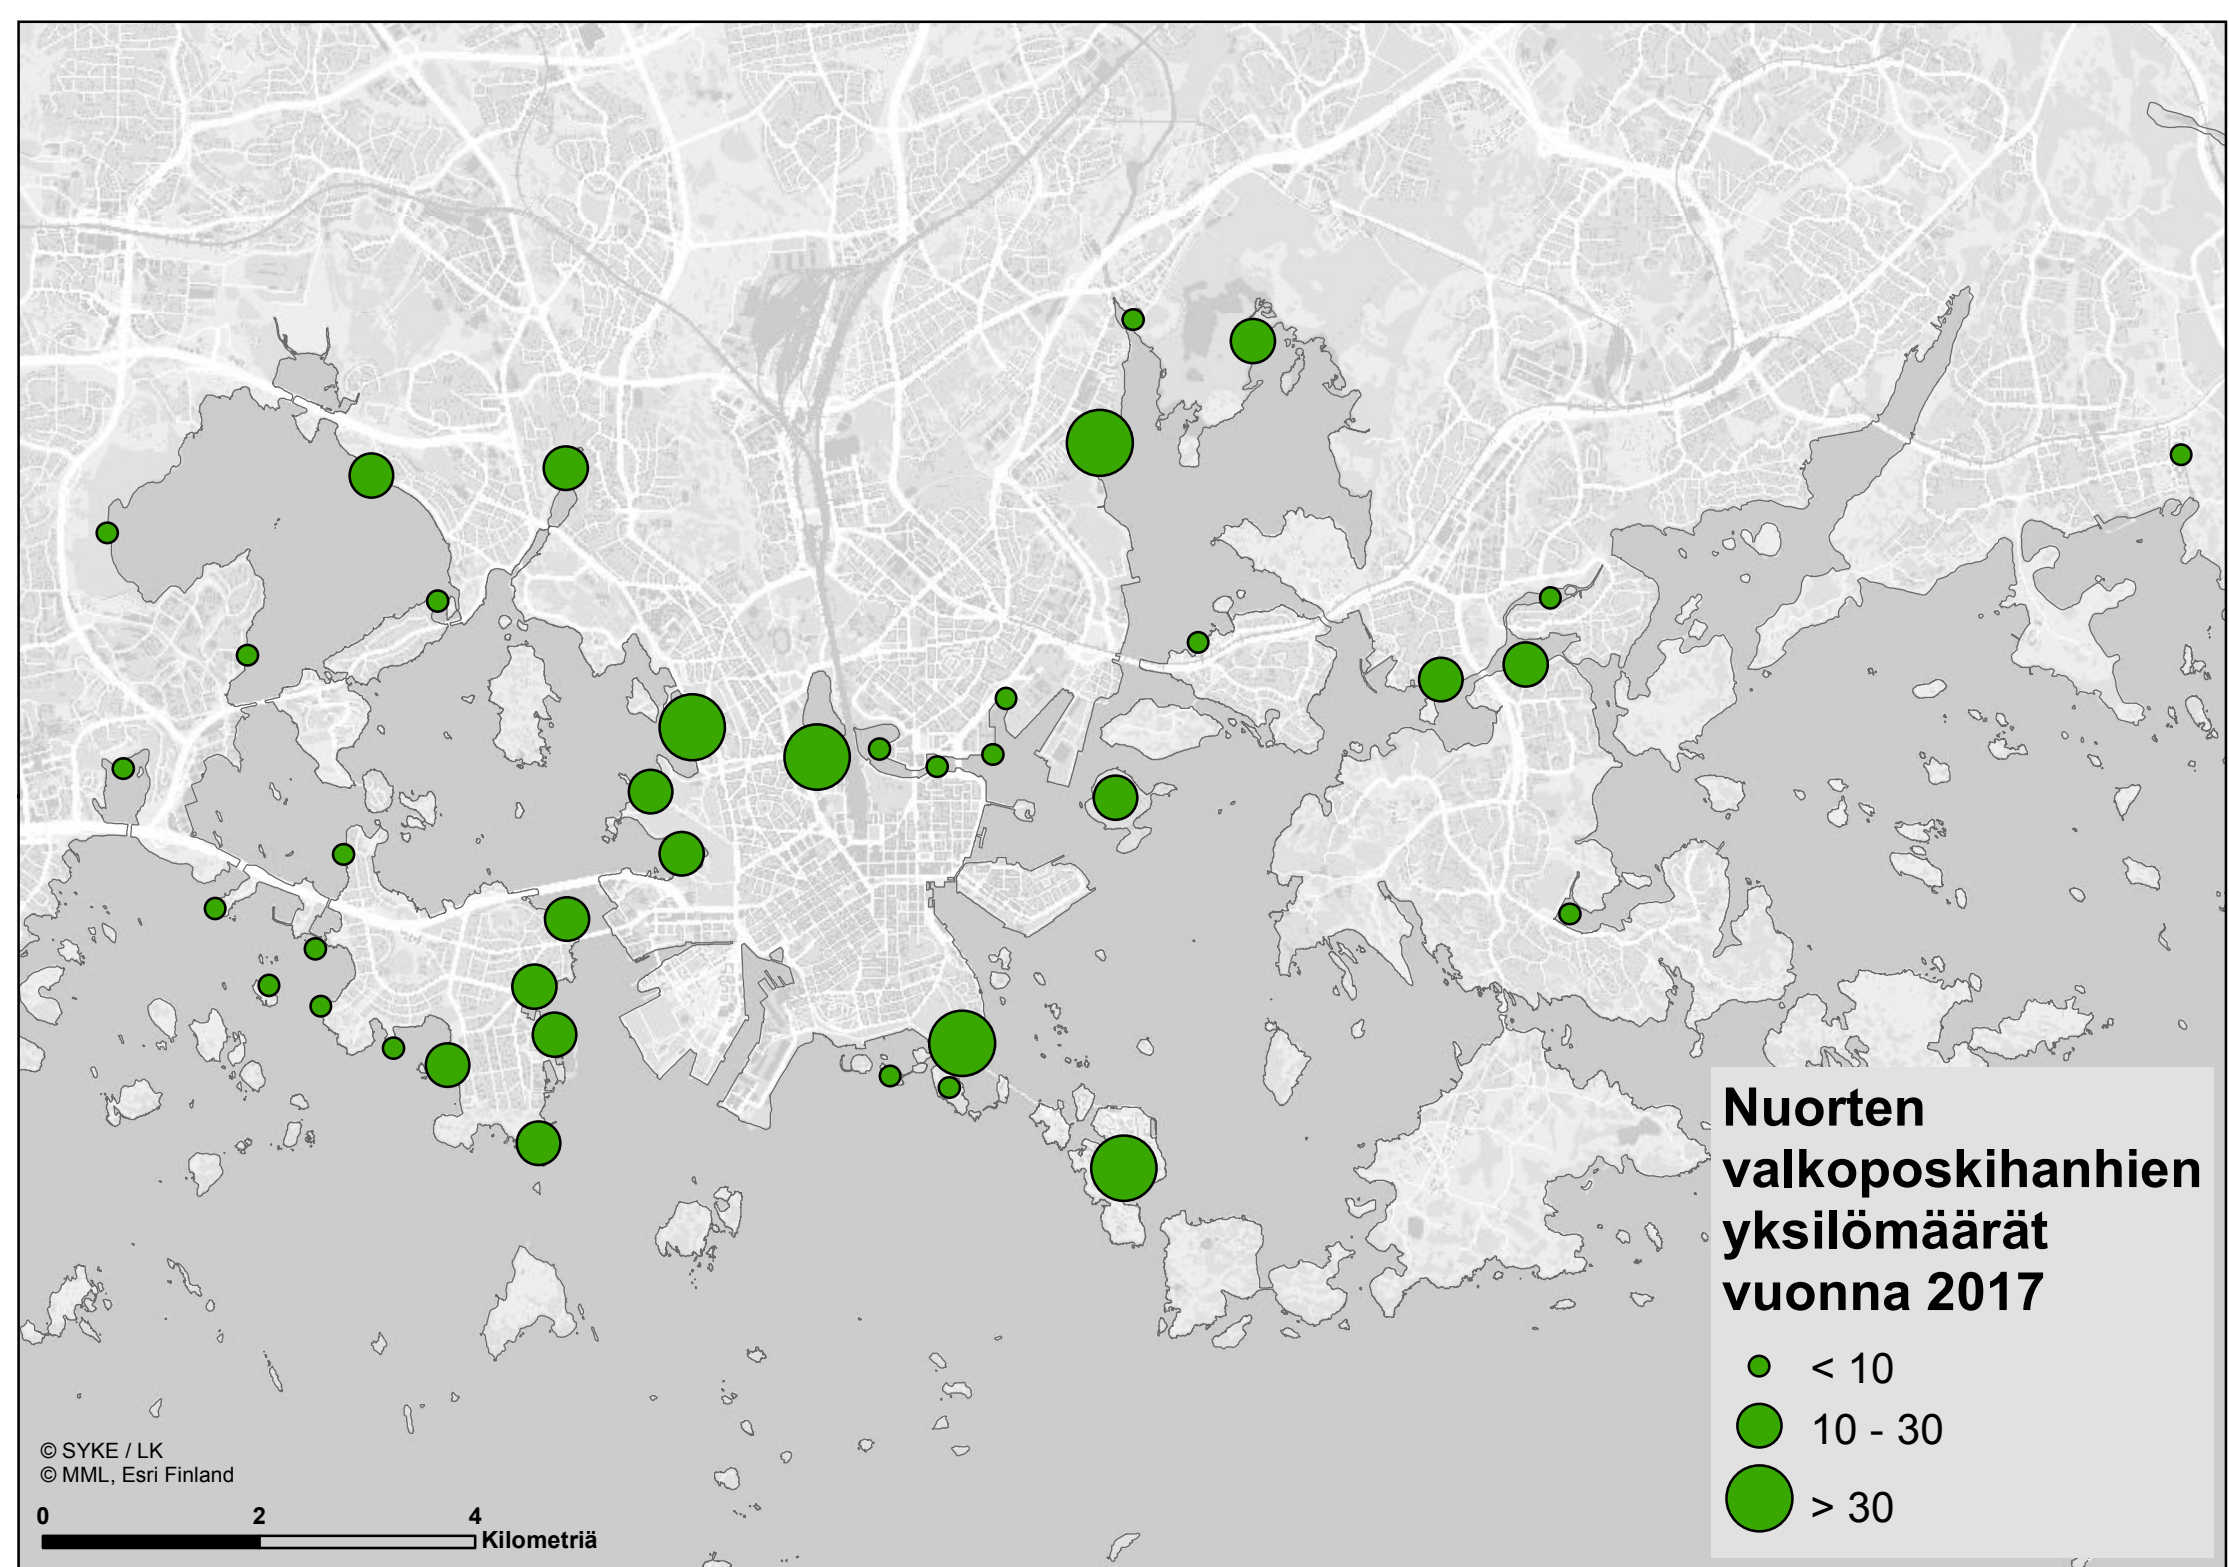 Nuorten
valkoposkihanhien
yksilömäärät
vuonna 2017
< 10
10 - 30
> 30
© SYKE / LK
© MML, Esri Finland
0 2 4
Kilometriä